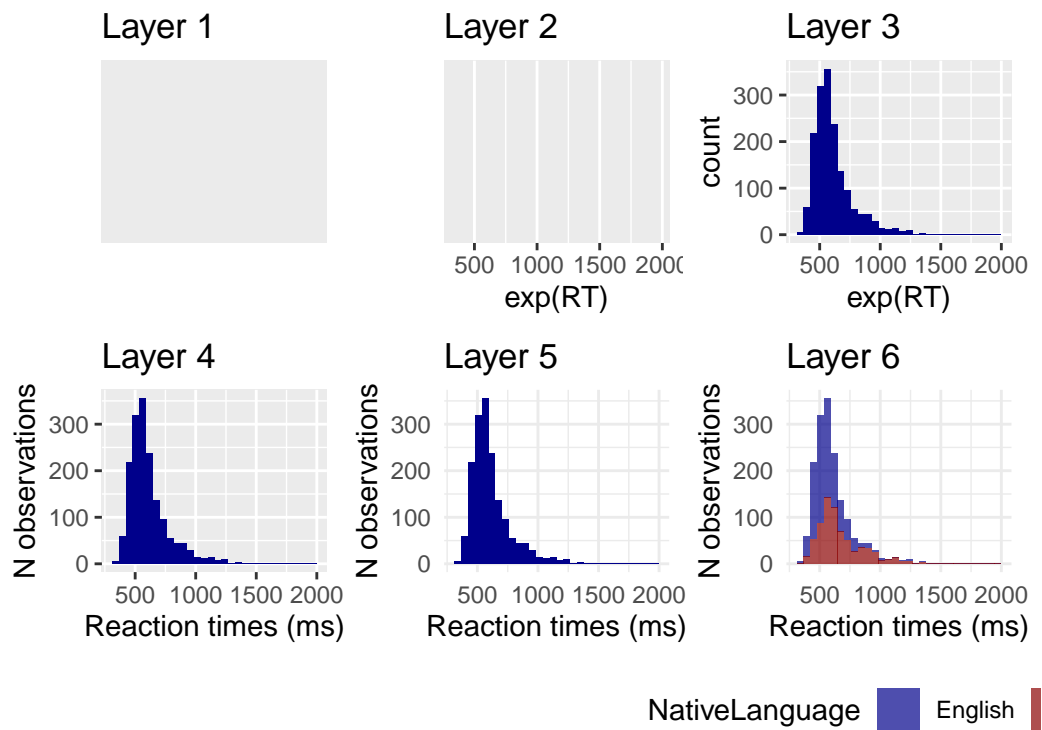 Layer 1
Layer 2
500 1000 1500 2000
exp(RT)
Layer 3
count
300
200
100
0
500 1000 1500 2000
exp(RT)
Layer 4
N observations
300
200
100
0
500 1000 1500 2000
Reaction times (ms)
Layer 5
N observations
300
200
100
0
500 1000 1500 2000
Reaction times (ms)
Layer 6
N observations
300
200
100
0
500 1000 1500 2000
Reaction times (ms)
NativeLanguage English